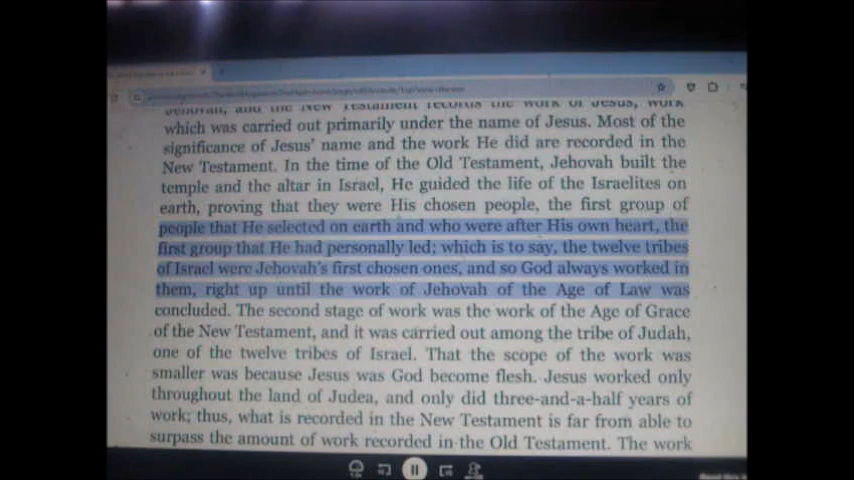 Jehovah, and the New Testament records the work of Jesus, work
which was carried out primarily under the name of Jesus. Most of the
significance of Jesus' name and the work He did are recorded in the
New Testament. In the time of the Old Testament, Jehovah built the
temple and the altar in Israel, He guided the life of the Israelites on
earth, proving that they were His chosen people, the first group of
people that He selected on earth and who were after His own heart, the
first group that He had personally led; which is to say, the twelve tribes
of Israel were Jehovah's first chosen ones, and so God always worked in
them, right up until the work of Jehovah of the Age of Law was
concluded. The second stage of work was the work of the Age of Grace
of the New Testament, and it was carried out among the tribe of Judah,
one of the twelve tribes of Israel. That the scope of the work was
smaller was because Jesus was God become flesh. Jesus worked only
throughout the land of Judea, and only did three-and-a-half years of
work; thus, what is recorded in the New Testament is far from able to
surpass the amount of work recorded in the Old Testament. The work